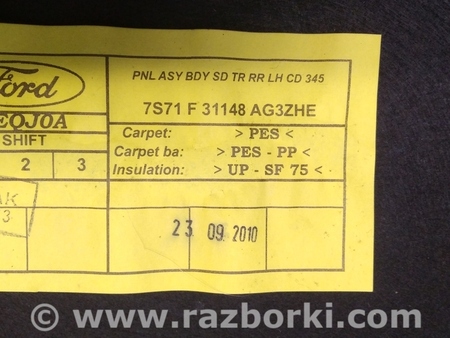 Ford
PNL ASY BDY SD TR RR LH CD 345
7S71 F 31148 AG3ZHE
EQJ0A
SHIFT
Carpet: > PES <
Carpet ba: > PES - PP <
Insulation: > UP - SF 75 <
2 3
3
23 09 2010
© www.razborki.com